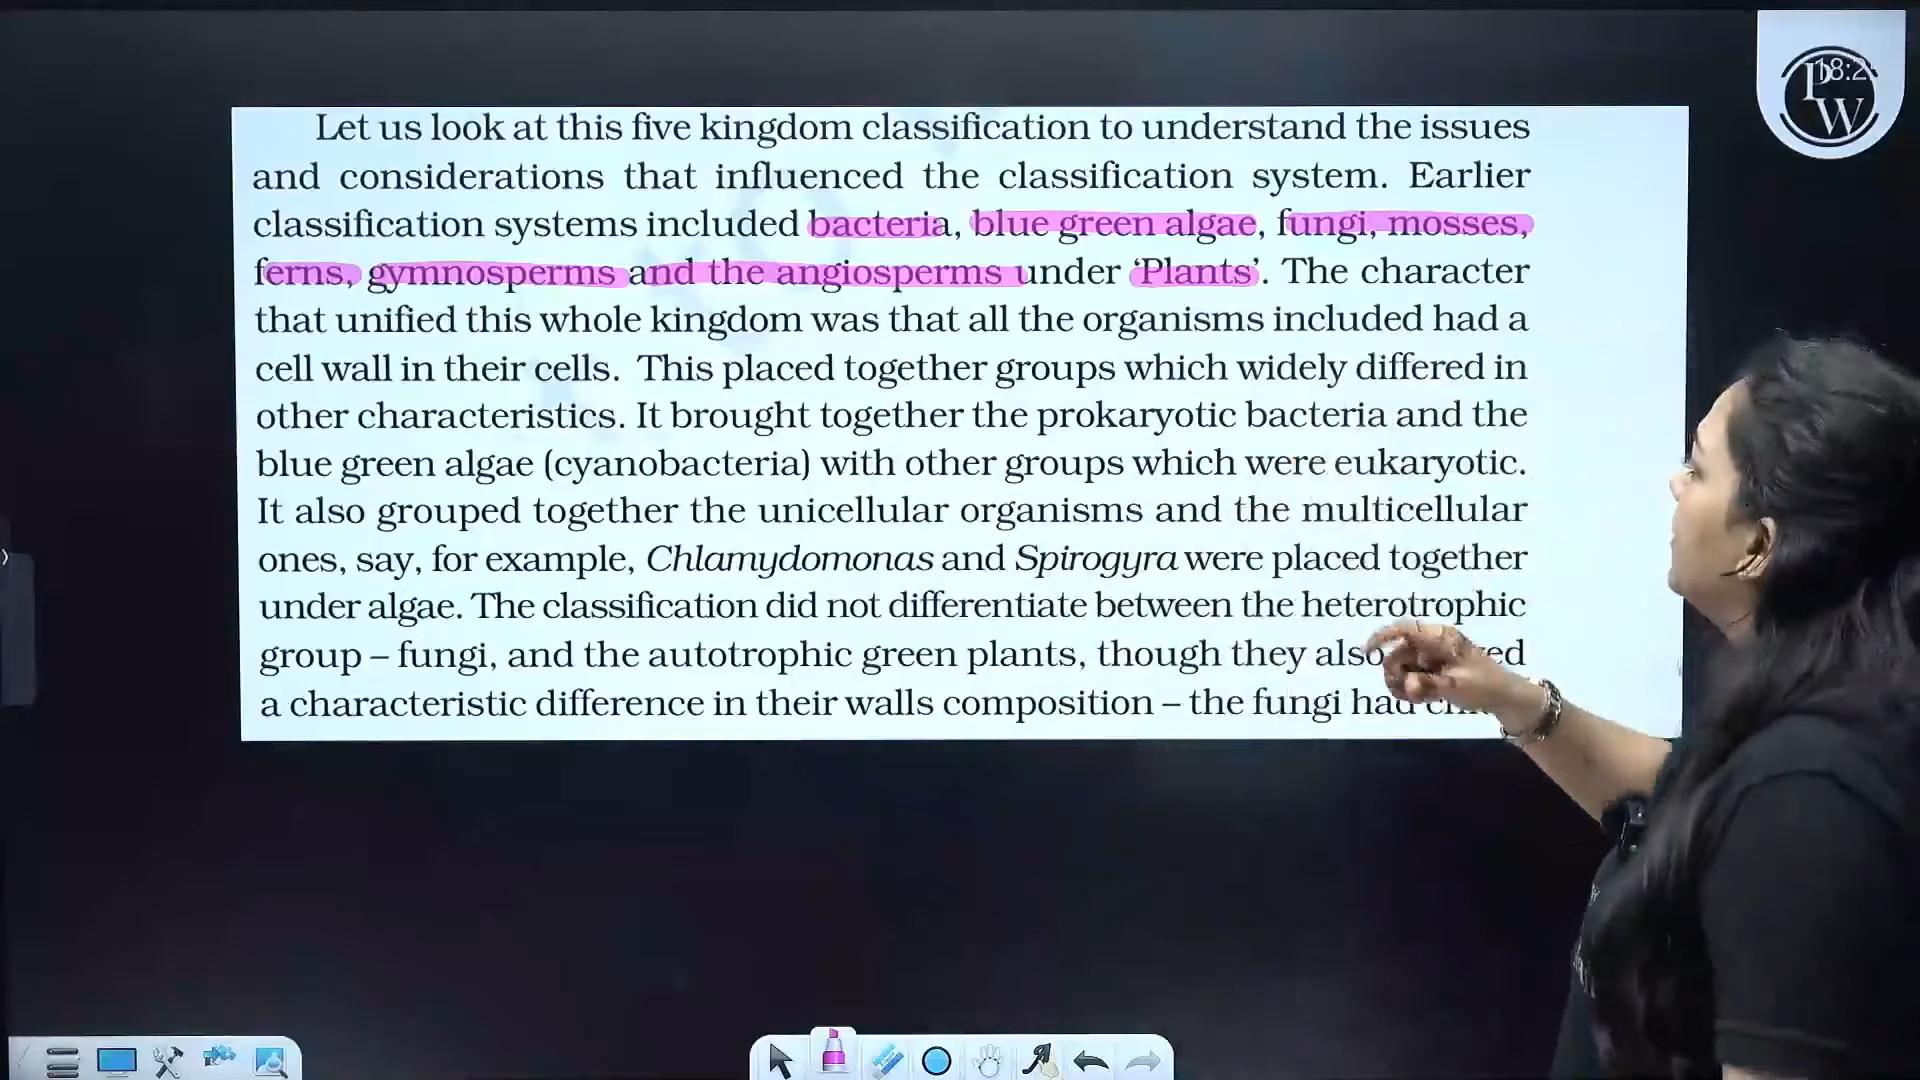 Let us look at this five kingdom classification to understand the issues
and considerations that influenced the classification system. Earlier
classification systems included bacteria, blue green algae, fungi, mosses,
ferns, gymnosperms and the angiosperms under ‘Plants’. The character
that unified this whole kingdom was that all the organisms included had a
cell wall in their cells. This placed together groups which widely differed in
other characteristics. It brought together the prokaryotic bacteria and the
blue green algae (cyanobacteria) with other groups which were eukaryotic.
It also grouped together the unicellular organisms and the multicellular
ones, say, for example, Chlamydomonas and Spirogyra were placed together
under algae. The classification did not differentiate between the heterotrophic
group – fungi, and the autotrophic green plants, though they also
a characteristic difference in their walls composition – the fungi had
PW
18:2